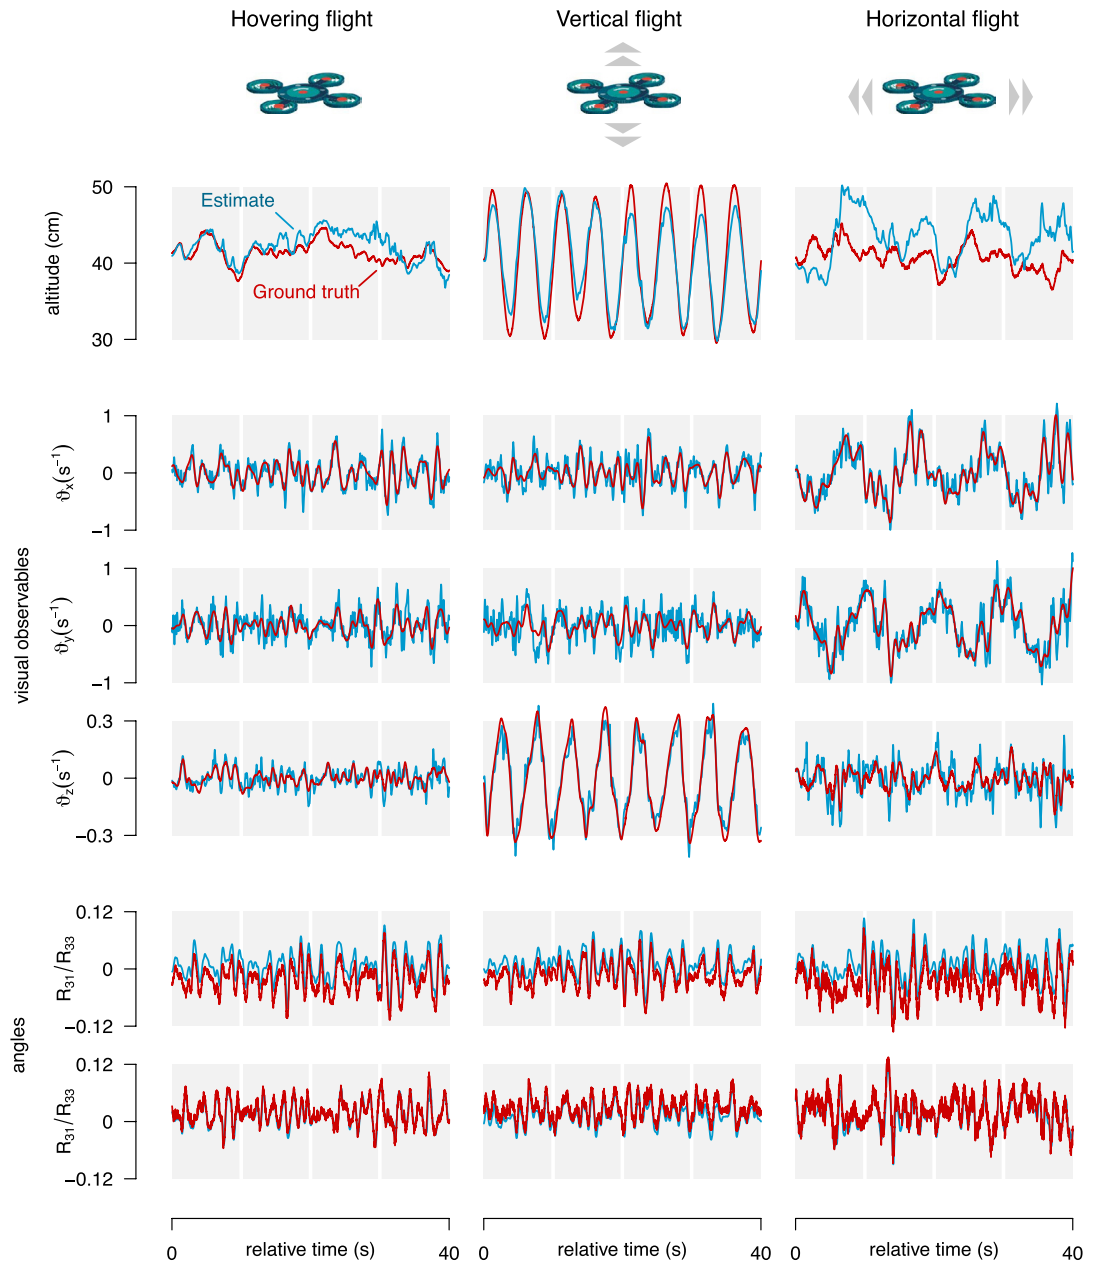 Hovering flight
Vertical flight
Horizontal flight
altitude (cm)
50
40
30
Estimate
Ground truth
visual observables
ϑx(s−1)
1
0
−1
ϑy(s−1)
1
0
−1
ϑz(s−1)
0.3
0
−0.3
angles
R31/R33
0.12
0
−0.12
R31/R33
0.12
0
−0.12
0 relative time (s) 40
0 relative time (s) 40
0 relative time (s) 40